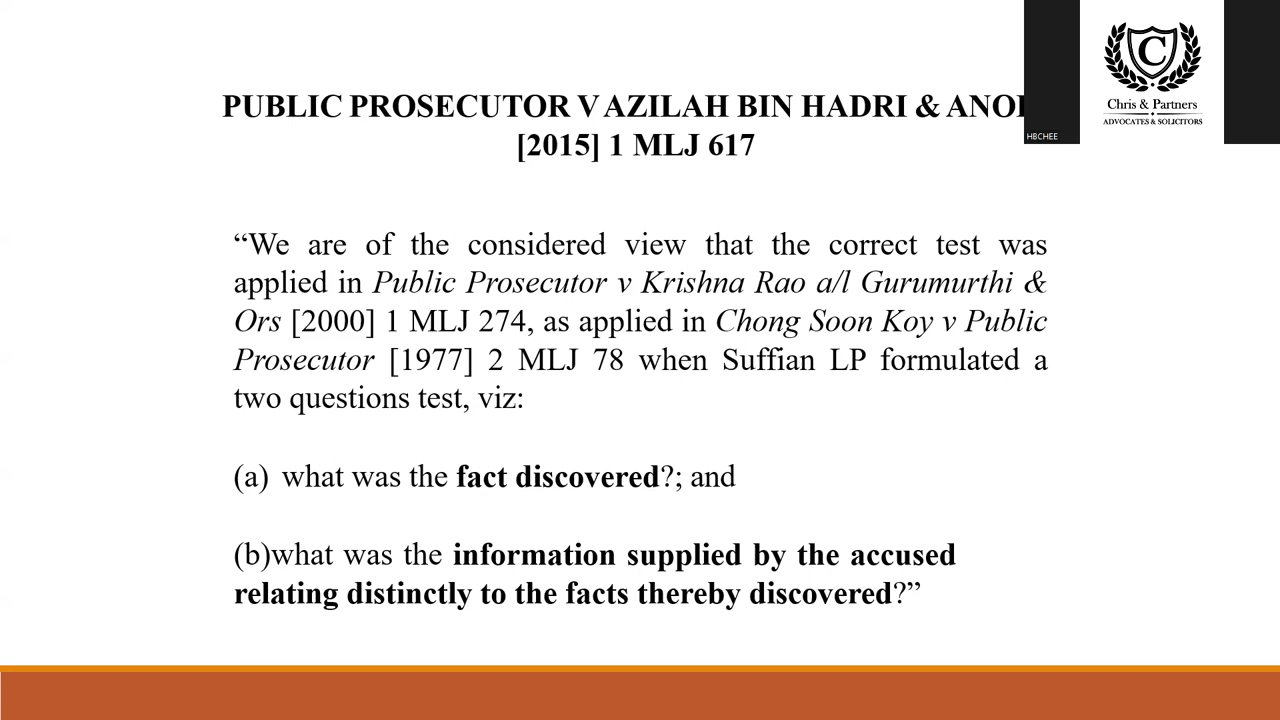 PUBLIC PROSECUTOR V AZILAH BIN HADRI &
[2015] 1 MLJ 617
C
Chris & Partners
ADVOCATES & SOLICITORS
HBCHEE
“We are of the considered view that the correct test was
applied in Public Prosecutor v Krishna Rao a/l Gurumurthi &
Ors [2000] 1 MLJ 274, as applied in Chong Soon Koy v Public
Prosecutor [1977] 2 MLJ 78 when Suffian LP formulated a
two questions test, viz:
(a) what was the fact discovered?; and
(b)what was the information supplied by the accused
relating distinctly to the facts thereby discovered?”